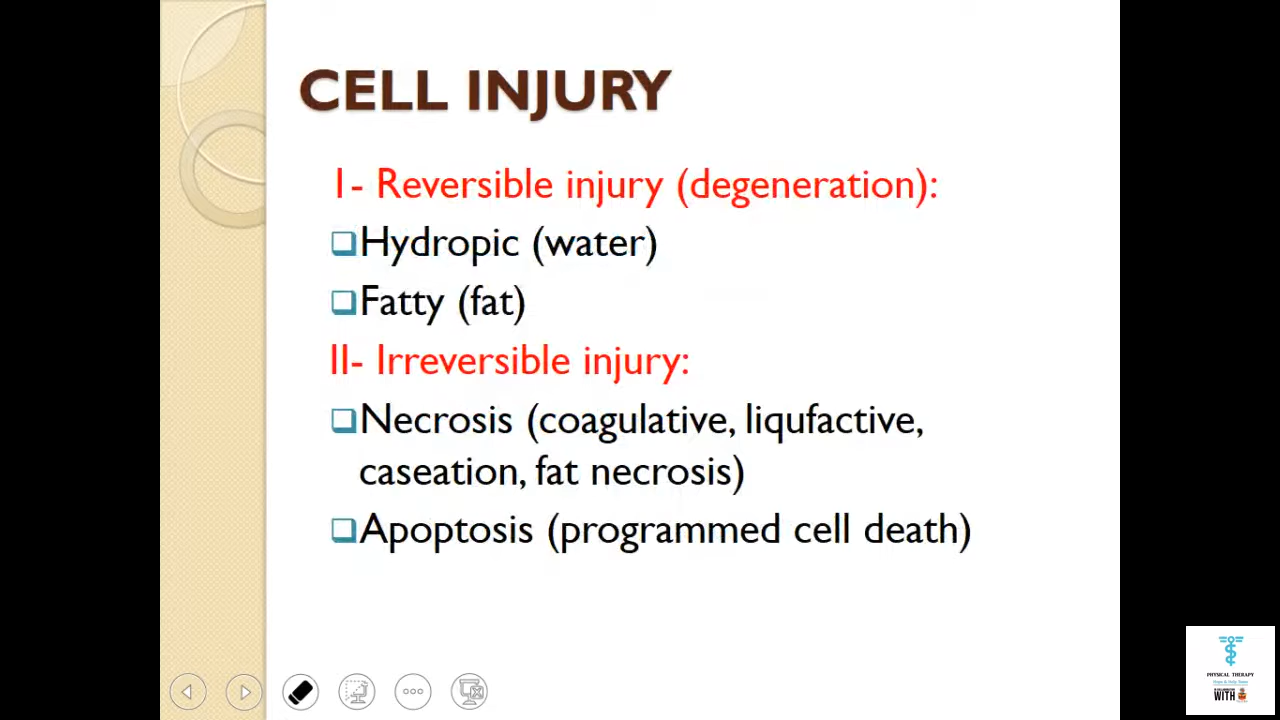 CELL INJURY
I- Reversible injury (degeneration):
Hydropic (water)
Fatty (fat)
II- Irreversible injury:
Necrosis (coagulative, liqufactive,
caseation, fat necrosis)
Apoptosis (programmed cell death)
PHYSICAL THERAPY
WITH